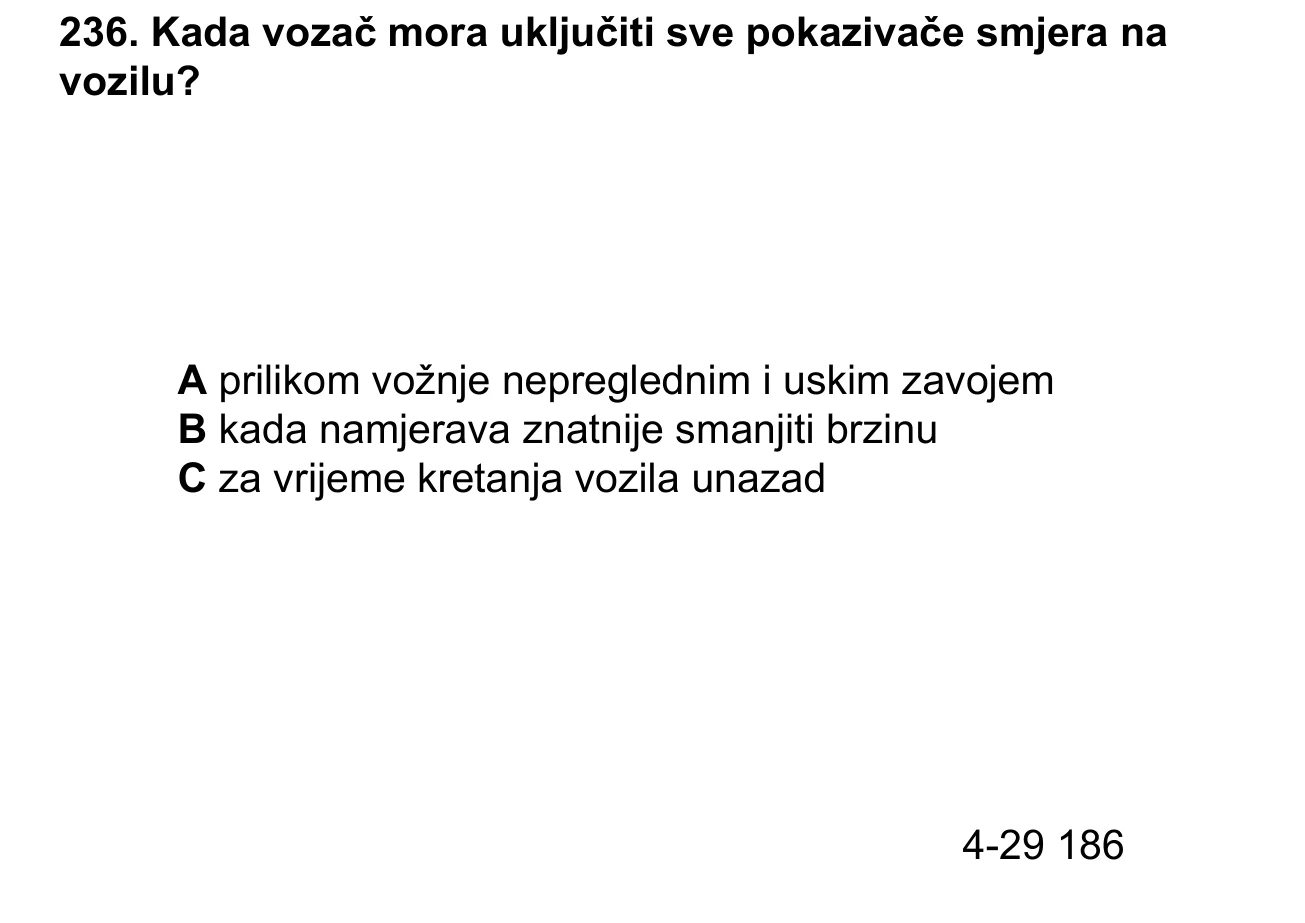 236. Kada vozač mora uključiti sve pokazivače smjera na
vozilu?
A prilikom vožnje nepreglednim i uskim zavojem
B kada namjerava znatnije smanjiti brzinu
C za vrijeme kretanja vozila unazad
4-29 186